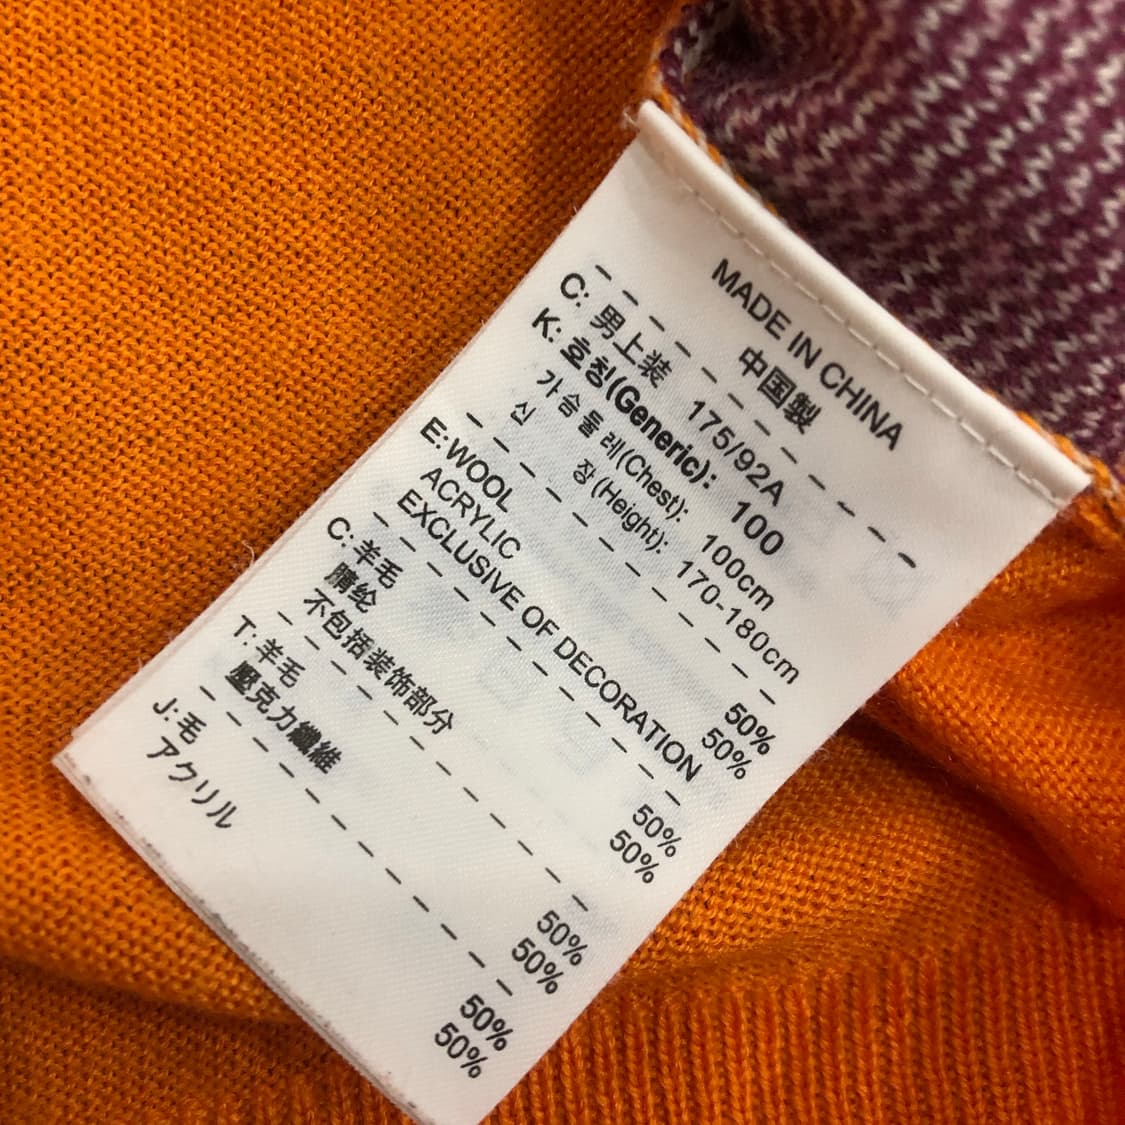 MADE IN CHINA
中国製
C: 男上装 175/92A
K: 호칭(Generic): 100
가슴둘레(Chest): 100cm
신 장(Height): 170-180cm
E:WOOL 50%
ACRYLIC 50%
EXCLUSIVE OF DECORATION
C: 羊毛 50%
腈纶 50%
不包括装饰部分
T: 羊毛 50%
壓克力纖維 50%
J: 毛 50%
アクリル 50%